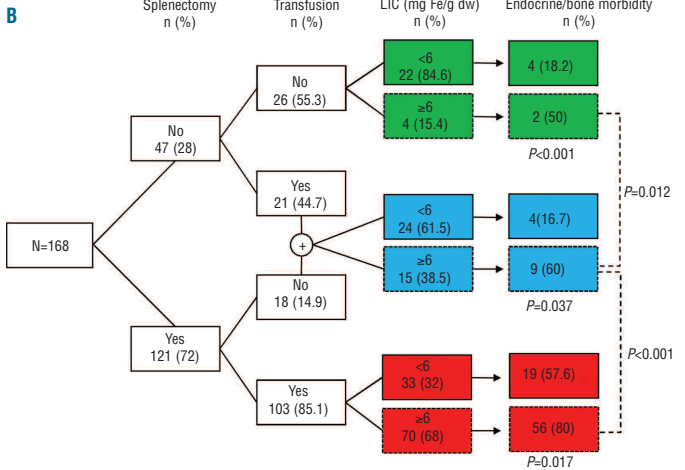 B
Splenectomy
n (%)
Transfusion
n (%)
LIC (mg Fe/g dw)
n (%)
Endocrine/bone morbidity
n (%)
N=168
No
47 (28)
Yes
121 (72)
No
26 (55.3)
Yes
21 (44.7)
+
No
18 (14.9)
Yes
103 (85.1)
<6
22 (84.6)
4 (18.2)
≥6
4 (15.4)
2 (50)
P<0.001
<6
24 (61.5)
4(16.7)
≥6
15 (38.5)
9 (60)
P=0.037
<6
33 (32)
19 (57.6)
≥6
70 (68)
56 (80)
P=0.017
P=0.012
P<0.001